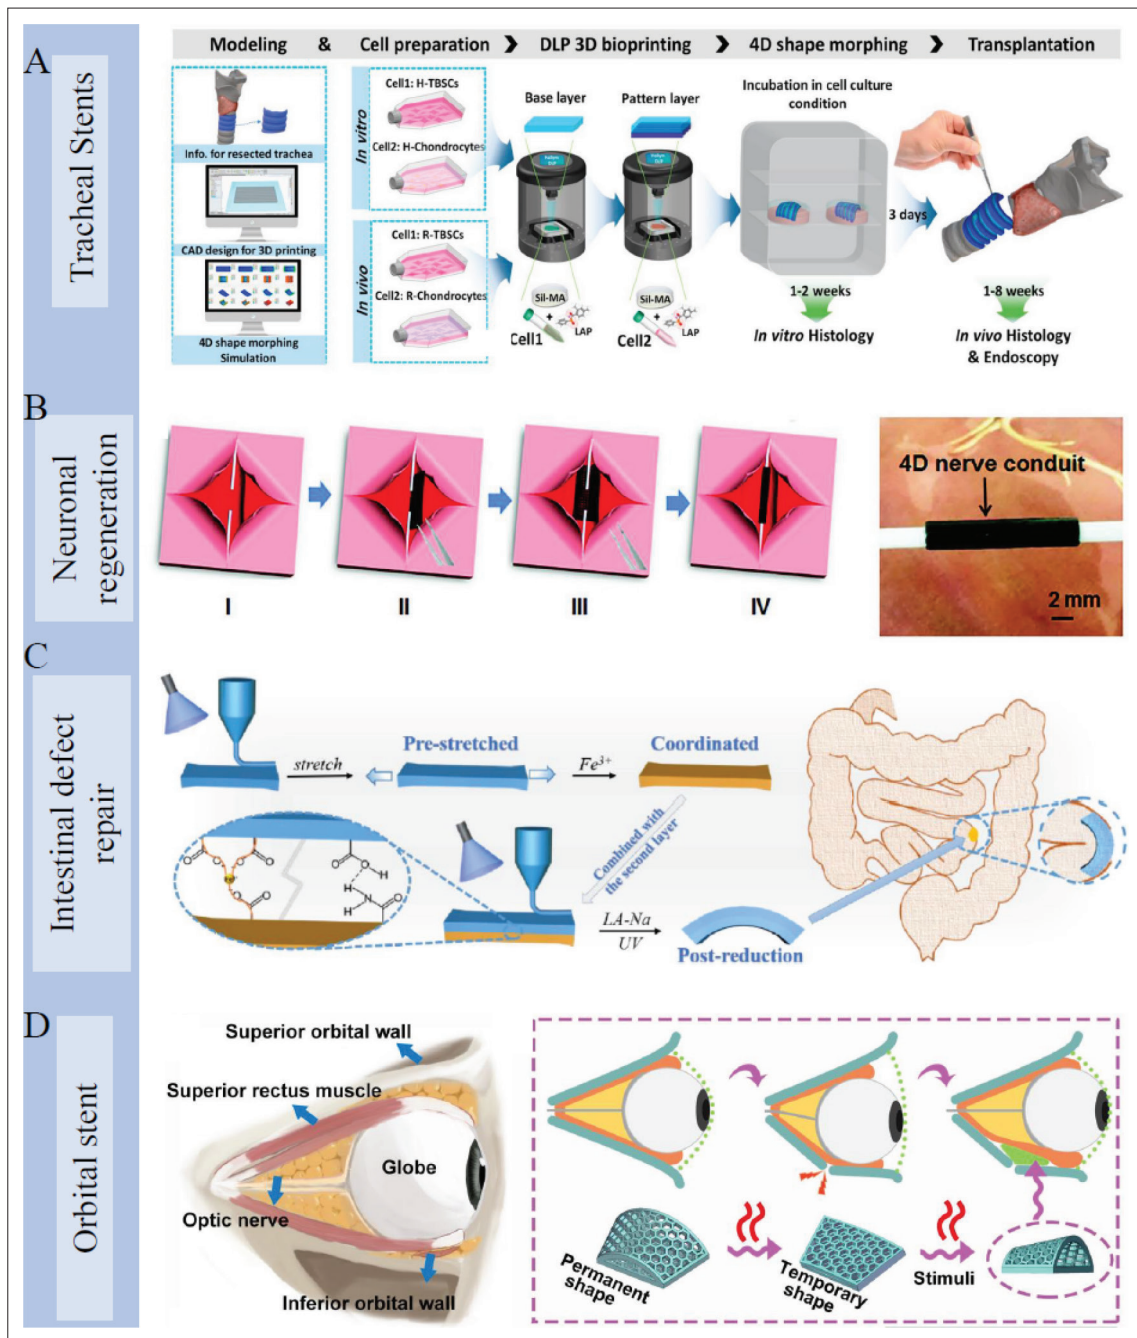 A
Tracheal Stents
Modeling & Cell preparation > DLP 3D bioprinting > 4D shape morphing > Transplantation
Info. for resected trachea
CAD design for 3D printing
4D shape morphing
Simulation
In vitro
Cell1: H-TBSCs
Cell2: H-Chondrocytes
In vivo
Cell1: R-TBSCs
Cell2: R-Chondrocytes
Base layer
Pattern layer
Sil-MA
+
LAP
Cell1
Sil-MA
+
LAP
Cell2
Incubation in cell culture
condition
3 days
1-2 weeks
In vitro Histology
1-8 weeks
In vivo Histology
& Endoscopy
B
Neuronal
regeneration
I
II
III
IV
4D nerve conduit
2 mm
C
Intestinal defect
repair
stretch
Pre-stretched
Fe3+
Coordinated
Combined with
the second layer
LA-Na
UV
Post-reduction
D
Orbital stent
Superior orbital wall
Superior rectus muscle
Globe
Optic nerve
Inferior orbital wall
Permanent
shape
Temporary
shape
Stimuli